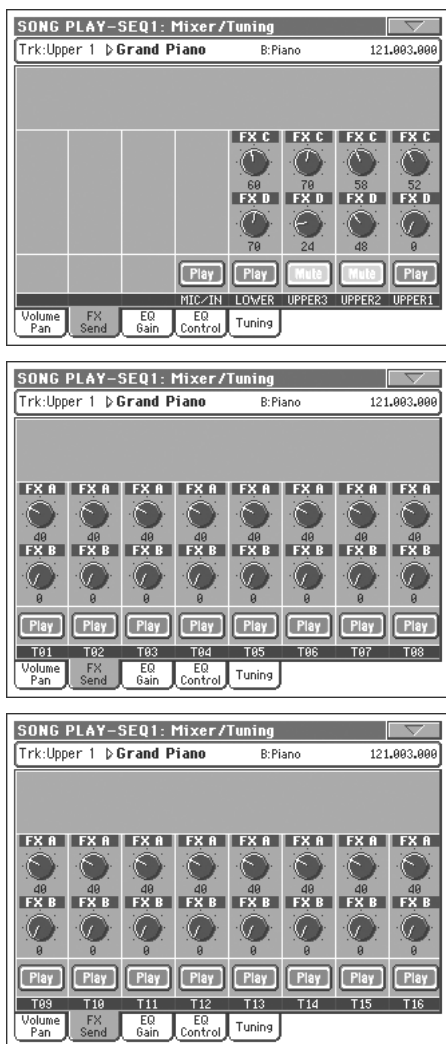 SONG PLAY-SEQ1: Mixer/Tuning
Trk:Upper 1 ▷Grand Piano B:Piano 121.003.000
FX C FX C FX C FX C
60 70 58 52
FX D FX D FX D FX D
70 24 48 0
Play Play Mute Mute Play
MIC/IN LOWER UPPER3 UPPER2 UPPER1
Volume Pan FX Send EQ Gain EQ Control Tuning
SONG PLAY-SEQ1: Mixer/Tuning
Trk:Upper 1 ▷Grand Piano B:Piano 121.003.000
FX A FX A FX A FX A FX A FX A FX A FX A
40 40 40 40 40 40 40 40
FX B FX B FX B FX B FX B FX B FX B FX B
0 0 0 0 0 0 0 0
Play Play Play Play Play Play Play Play
T01 T02 T03 T04 T05 T06 T07 T08
Volume Pan FX Send EQ Gain EQ Control Tuning
SONG PLAY-SEQ1: Mixer/Tuning
Trk:Upper 1 ▷Grand Piano B:Piano 121.003.000
FX A FX A FX A FX A FX A FX A FX A FX A
40 40 40 40 40 40 40 40
FX B FX B FX B FX B FX B FX B FX B FX B
0 0 0 0 0 0 0 0
Play Play Play Play Play Play Play Play
T09 T10 T11 T12 T13 T14 T15 T16
Volume Pan FX Send EQ Gain EQ Control Tuning